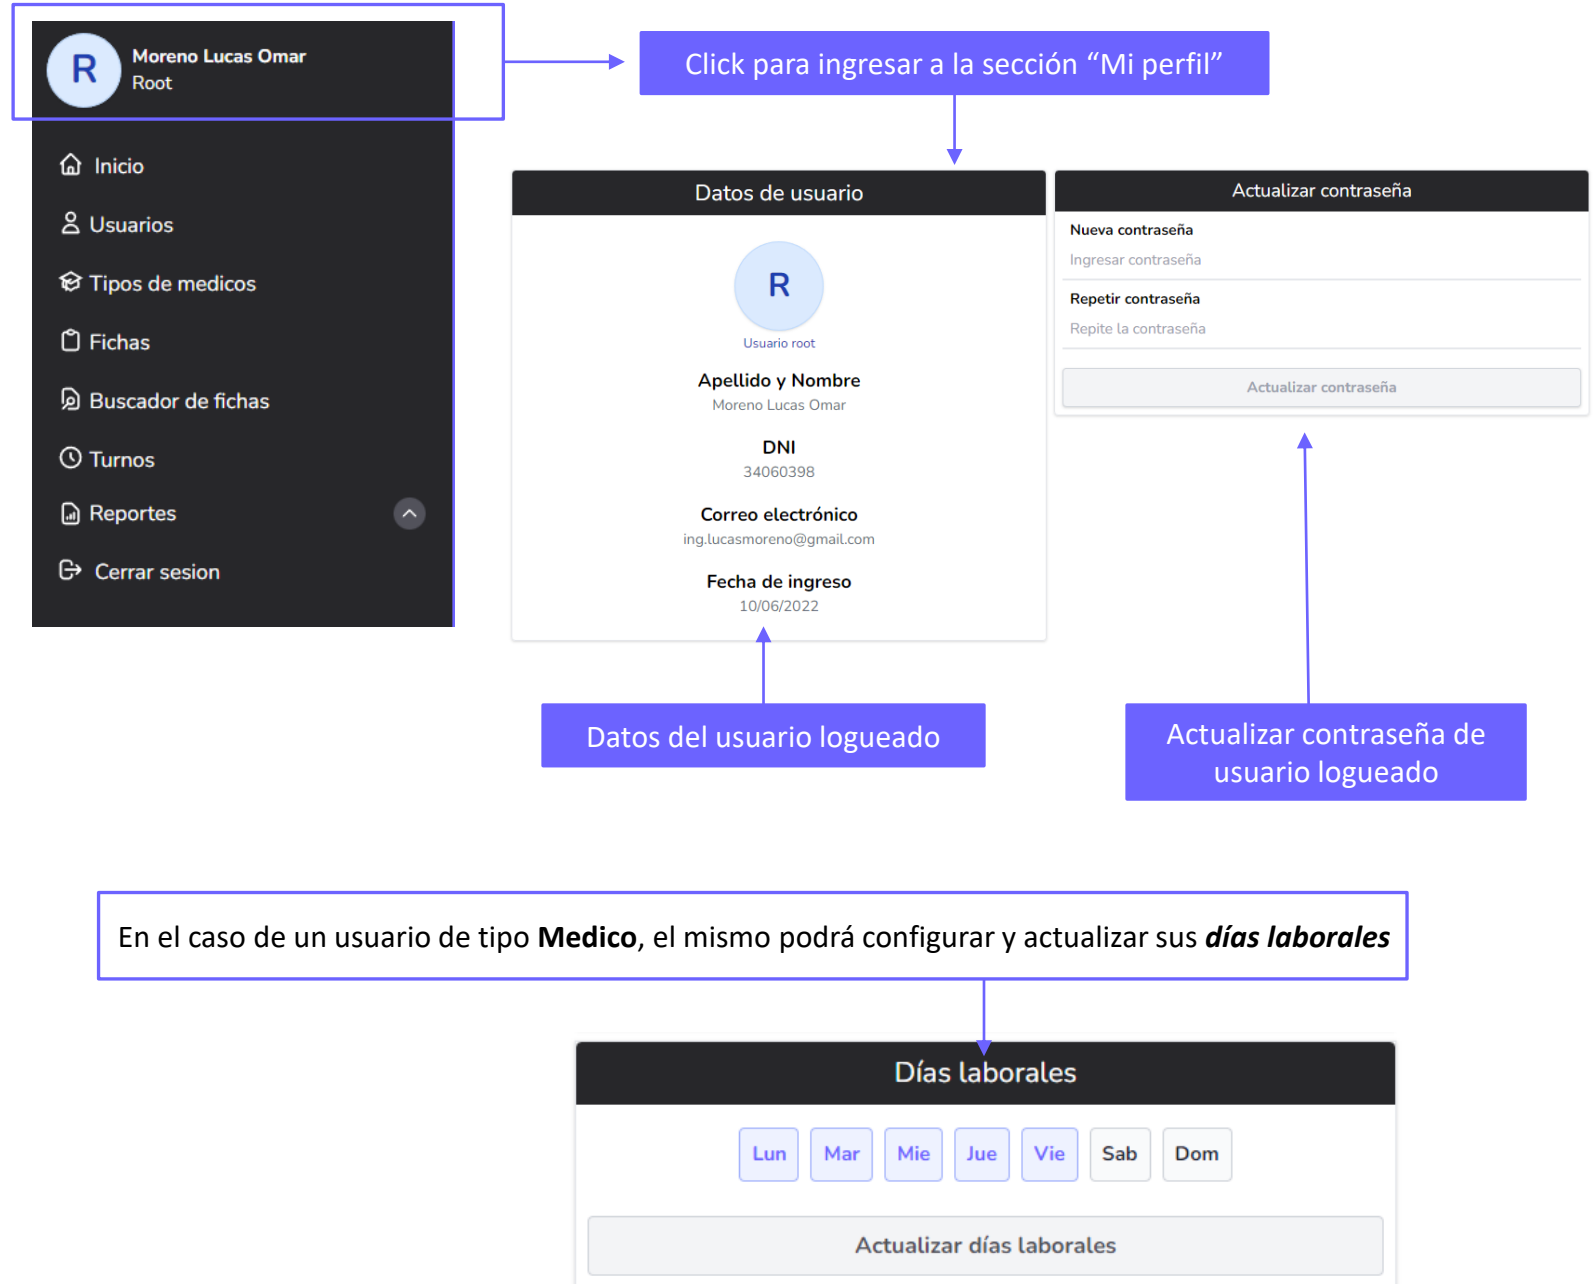 R
Moreno Lucas Omar
Root
Inicio
Usuarios
Tipos de medicos
Fichas
Buscador de fichas
Turnos
Reportes
Cerrar sesion
Click para ingresar a la sección “Mi perfil”
Datos de usuario
R
Usuario root
Apellido y Nombre
Moreno Lucas Omar
DNI
34060398
Correo electrónico
ing.lucasmoreno@gmail.com
Fecha de ingreso
10/06/2022
Actualizar contraseña
Nueva contraseña
Ingresar contraseña
Repetir contraseña
Repite la contraseña
Actualizar contraseña
Datos del usuario logueado
Actualizar contraseña de
usuario logueado
En el caso de un usuario de tipo Medico, el mismo podrá configurar y actualizar sus días laborales
Días laborales
Lun Mar Mie Jue Vie Sab Dom
Actualizar días laborales